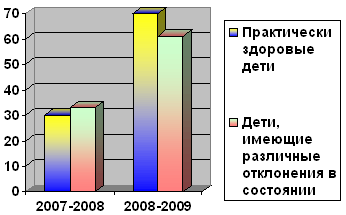 70
60
50
40
30
20
10
0
2007-2008 2008-2009
Практически
здоровые
дети
Дети,
имеющие
различные
отклонения в
состоянии